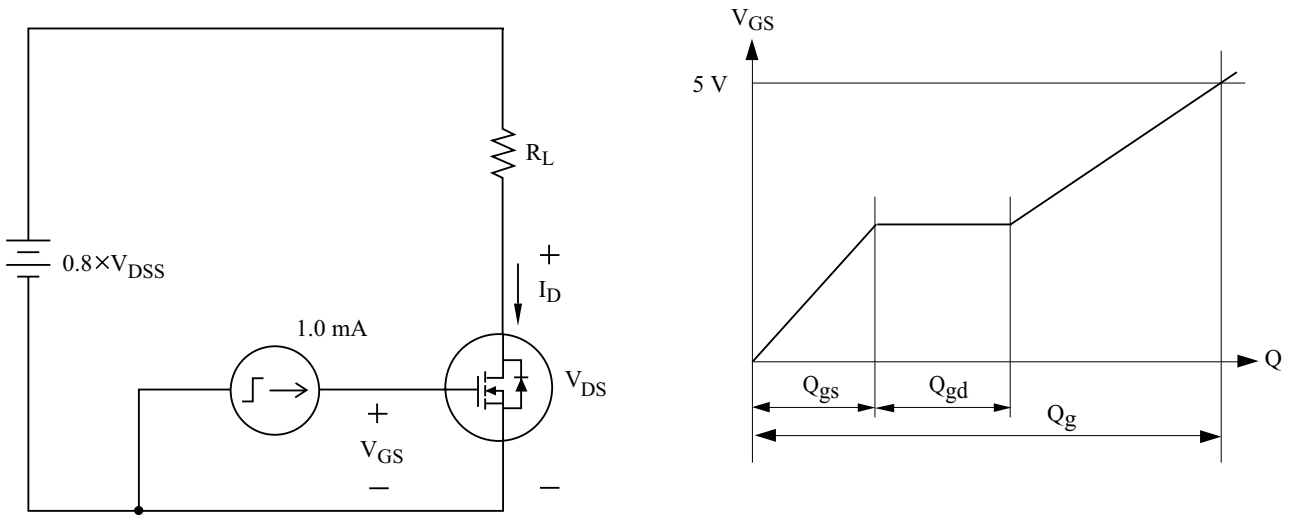 R_L
0.8×V_DSS
+
I_D
1.0 mA
V_DS
+
V_GS
−
−
V_GS
5 V
Q
Q_gs
Q_gd
Q_g